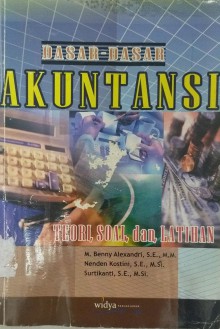 DASAR-DASAR
AKUNTANSI
TEORI, SOAL, dan LATIHAN
M. Benny Alexandri, S.E., M.M.
Nenden Kostini, S.E., M.Si.
Surtikanti, S.E., M.Si.
widya